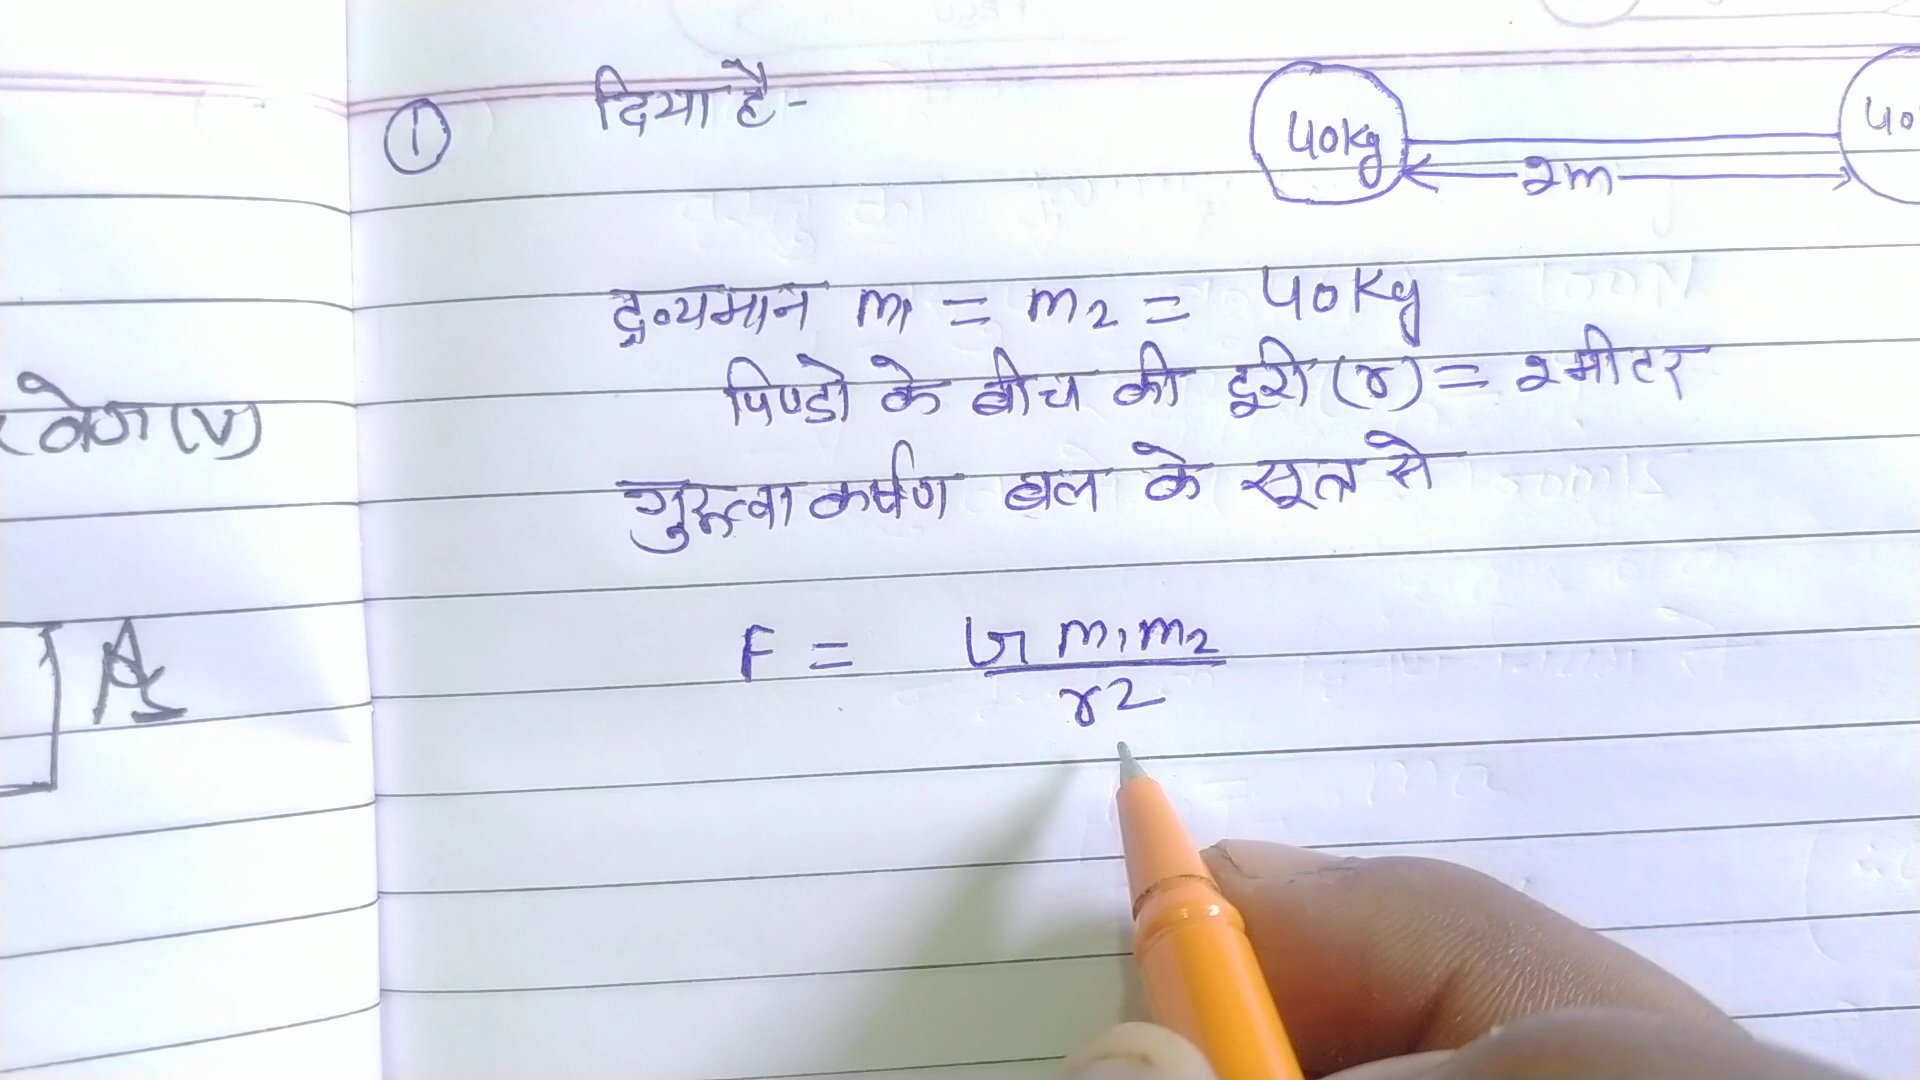 ① दिया है-
40kg 40
2m
द्रव्यमान m1 = m2 = 40Kg
पिण्डो के बीच की दूरी (r) = 2 मीटर
वेग (v)
गुरुत्वाकर्षण बल के सूत्र से
F = G m1m2
r2
A